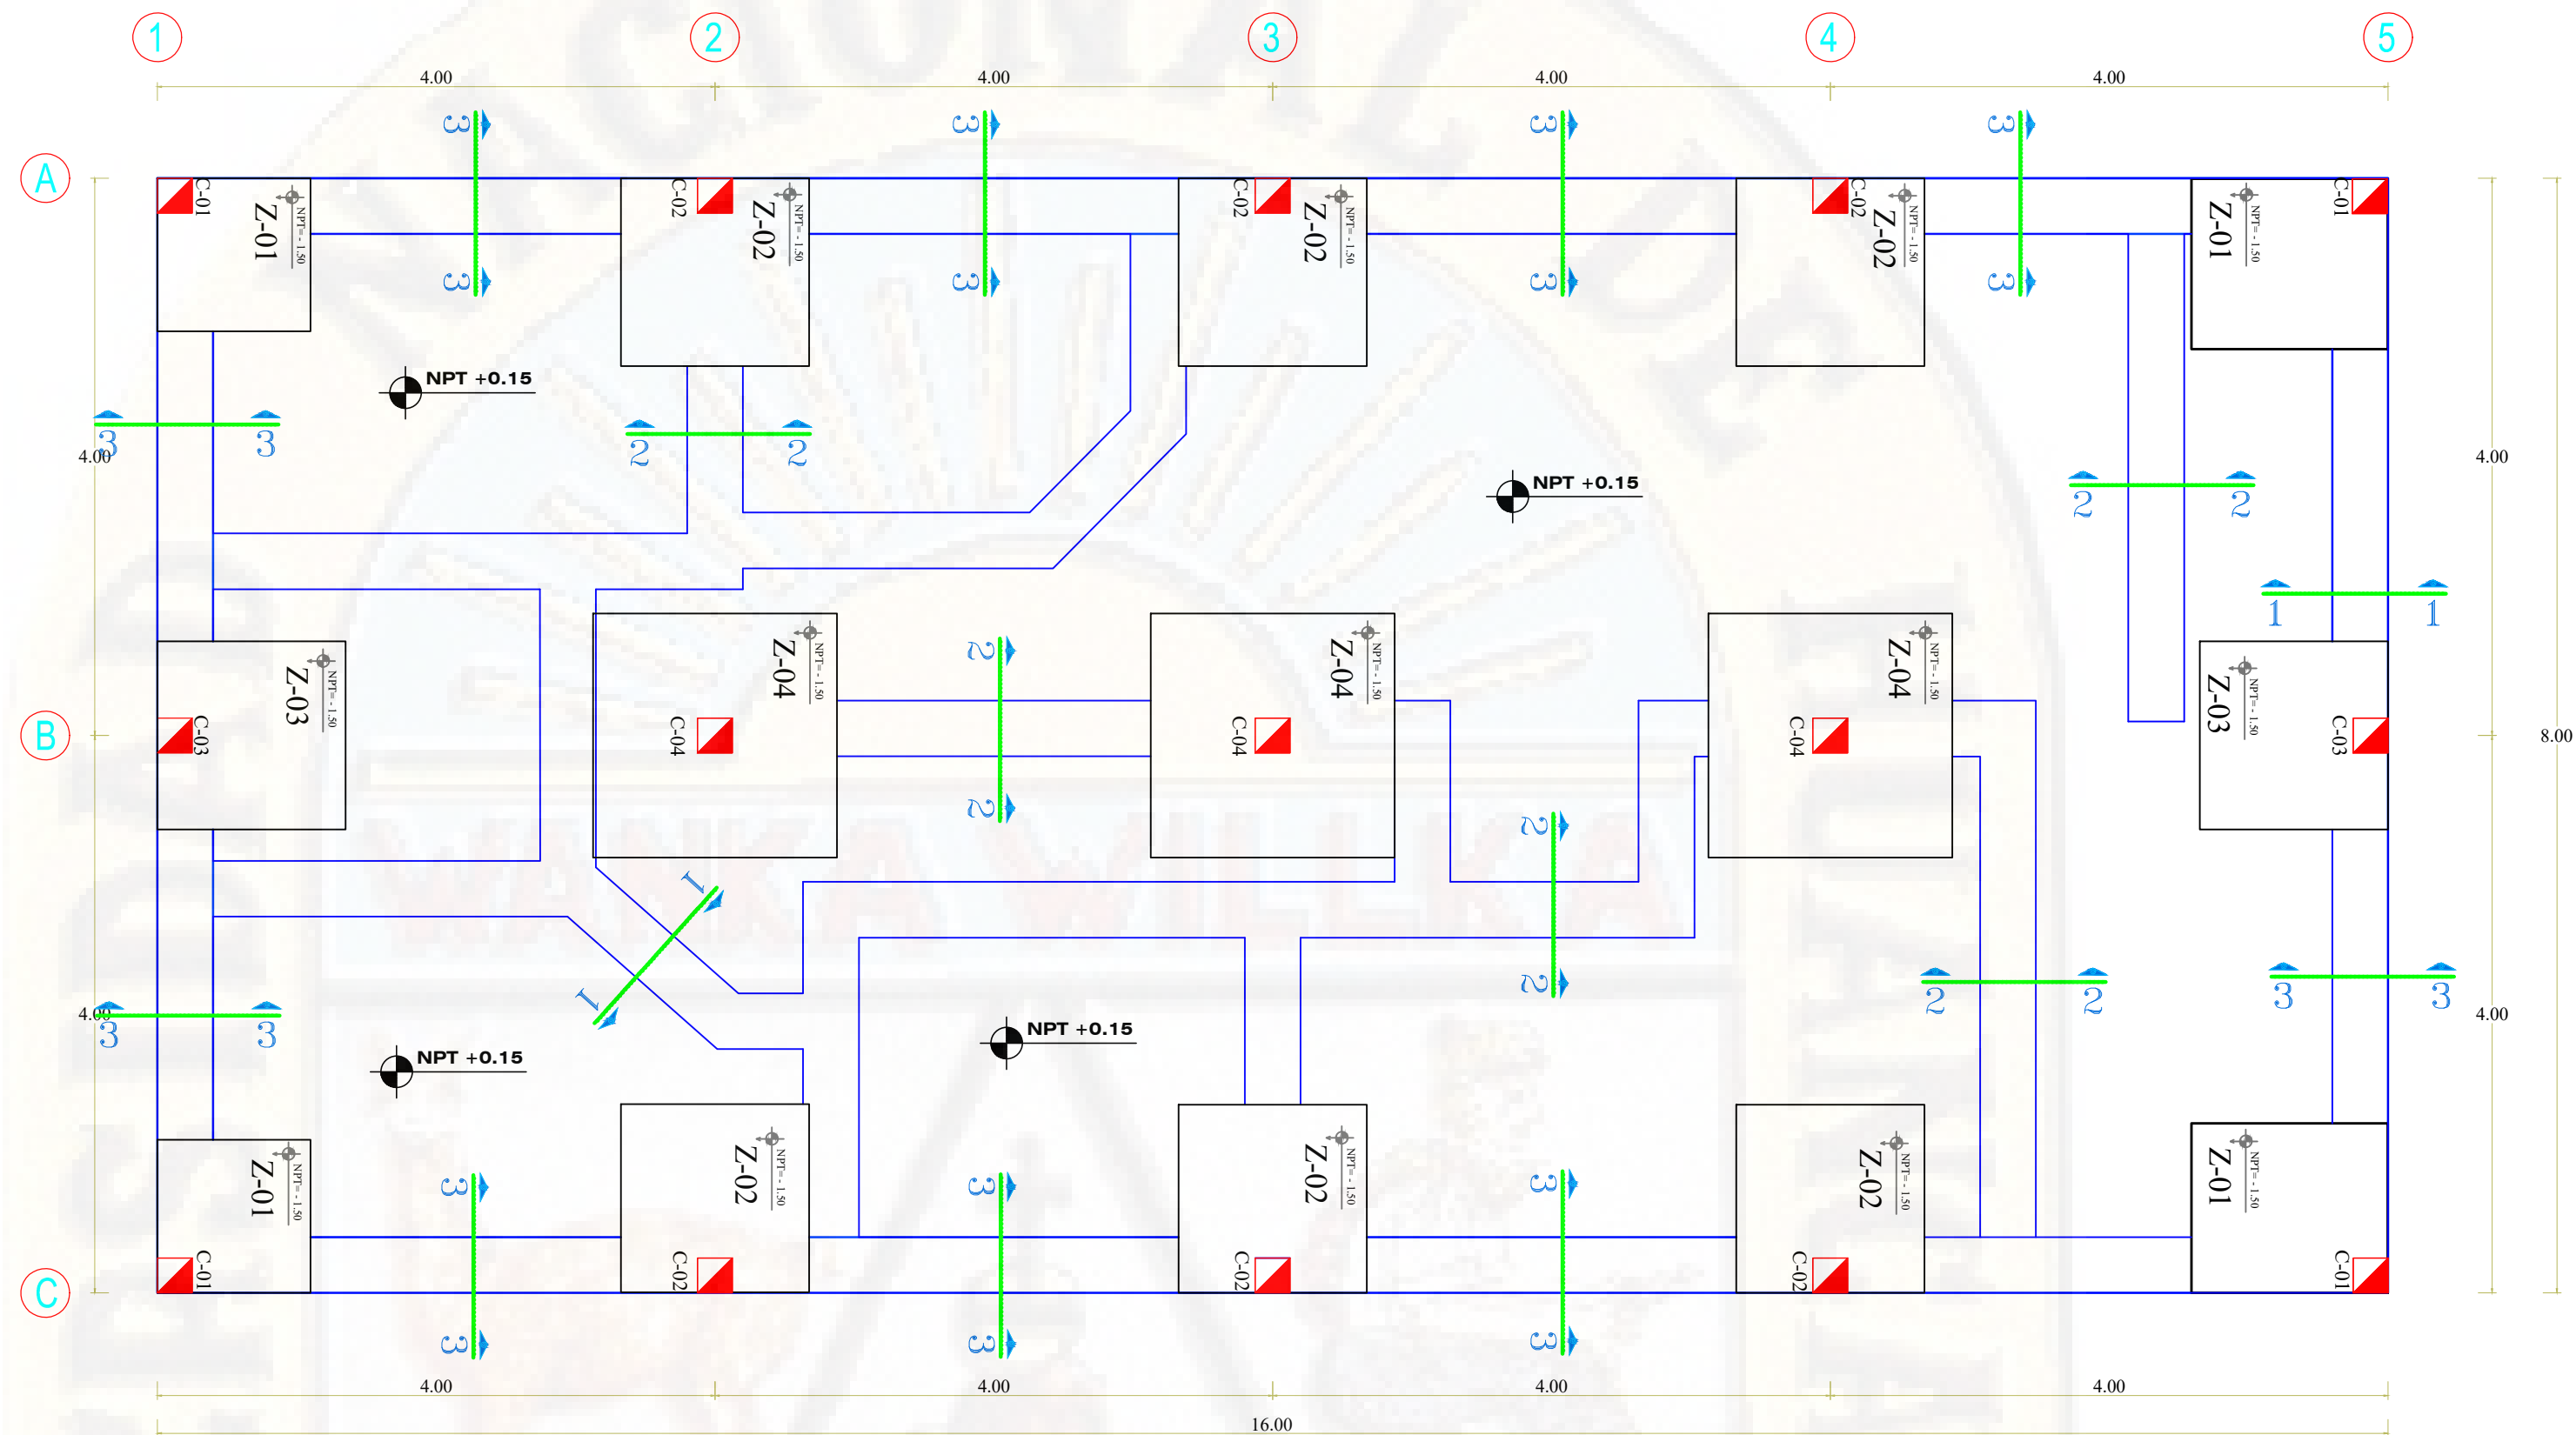 1 2 3 4 5
4.00 4.00 4.00 4.00
3 3 3 3
A
C-01 C-02 C-02 C-02 C-01
Z-01 Z-02 Z-02 Z-02 Z-01
NPT= - 1.50 NPT= - 1.50 NPT= - 1.50 NPT= - 1.50 NPT= - 1.50
3 3 3 3
NPT +0.15
3 3
2 2
4.00
4.00
NPT +0.15
2 2
1 1
Z-03 Z-04 Z-04 Z-04 Z-03
NPT= - 1.50 NPT= - 1.50 NPT= - 1.50 NPT= - 1.50 NPT= - 1.50
2
B
C-03 C-04 C-04 C-04 C-03
8.00
2
2
1
1
2
2 2
3 3
3 3
4.00
4.00
NPT +0.15
NPT +0.15
Z-01 Z-02 Z-02 Z-02 Z-01
NPT= - 1.50 NPT= - 1.50 NPT= - 1.50 NPT= - 1.50 NPT= - 1.50
3 3 3
C
C-01 C-02 C-02 C-02 C-01
3 3 3
4.00 4.00 4.00 4.00
16.00
WANKA WILLKA